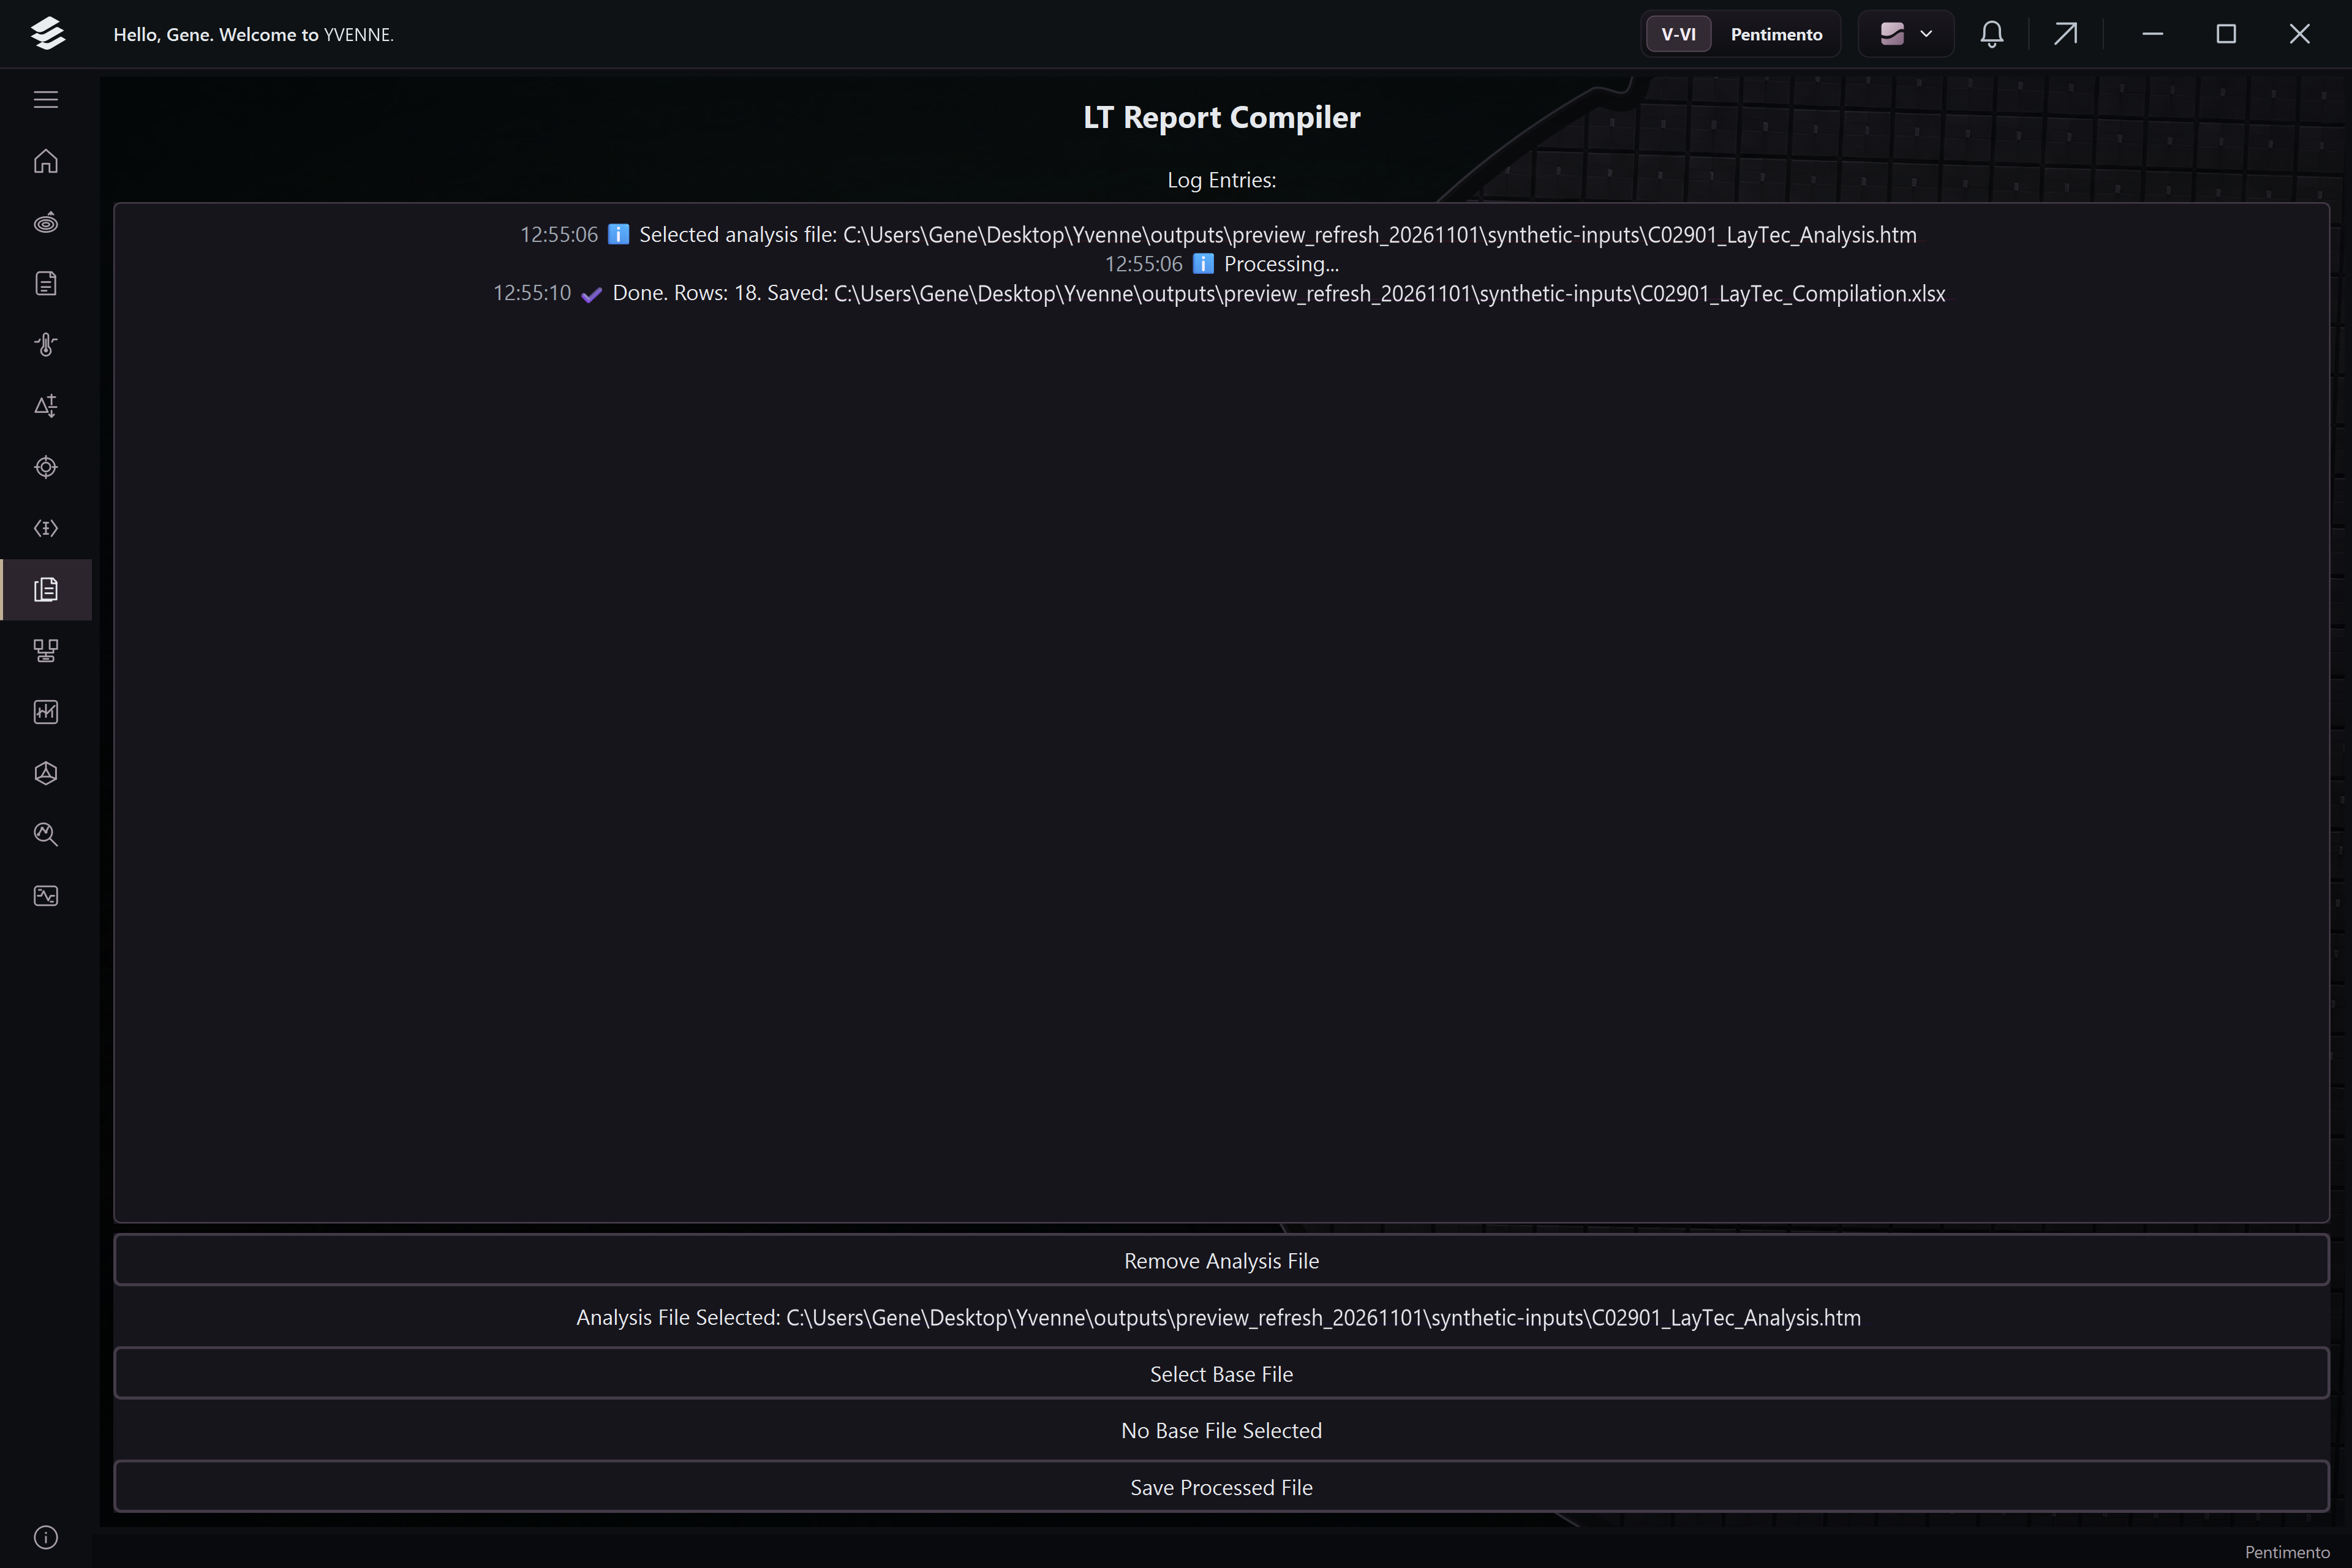 Hello, Gene. Welcome to YVENNE.
V-VI Pentimento
LT Report Compiler
Log Entries:
12:55:06 ℹ️ Selected analysis file: C:\Users\Gene\Desktop\Yvenne\outputs\preview_refresh_20261101\synthetic-inputs\C02901_LayTec_Analysis.htm
12:55:06 ℹ️ Processing...
12:55:10 ✔ Done. Rows: 18. Saved: C:\Users\Gene\Desktop\Yvenne\outputs\preview_refresh_20261101\synthetic-inputs\C02901_LayTec_Compilation.xlsx
Remove Analysis File
Analysis File Selected: C:\Users\Gene\Desktop\Yvenne\outputs\preview_refresh_20261101\synthetic-inputs\C02901_LayTec_Analysis.htm
Select Base File
No Base File Selected
Save Processed File
Pentimento